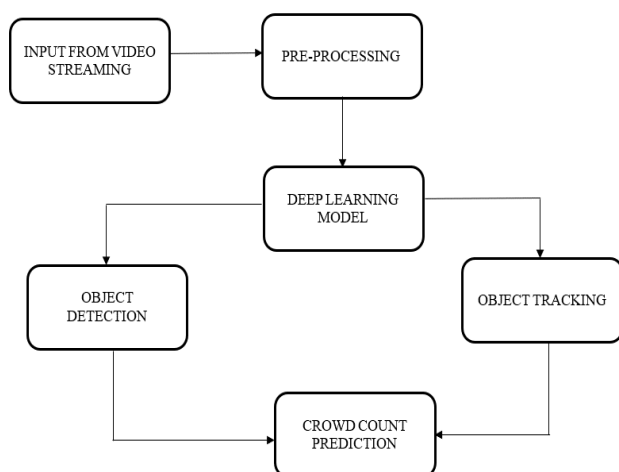 INPUT FROM VIDEO
STREAMING
PRE-PROCESSING
DEEP LEARNING
MODEL
OBJECT
DETECTION
OBJECT TRACKING
CROWD COUNT
PREDICTION